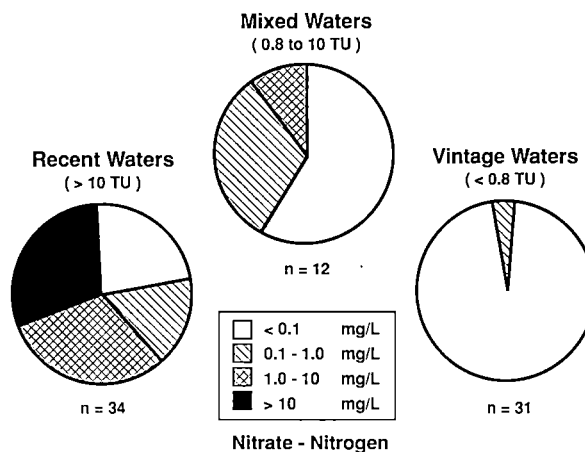 Mixed Waters
( 0.8 to 10 TU )
Recent Waters
( > 10 TU )
Vintage Waters
( < 0.8 TU )
n = 12
n = 34
n = 31
< 0.1 mg/L
0.1 - 1.0 mg/L
1.0 - 10 mg/L
> 10 mg/L
Nitrate - Nitrogen